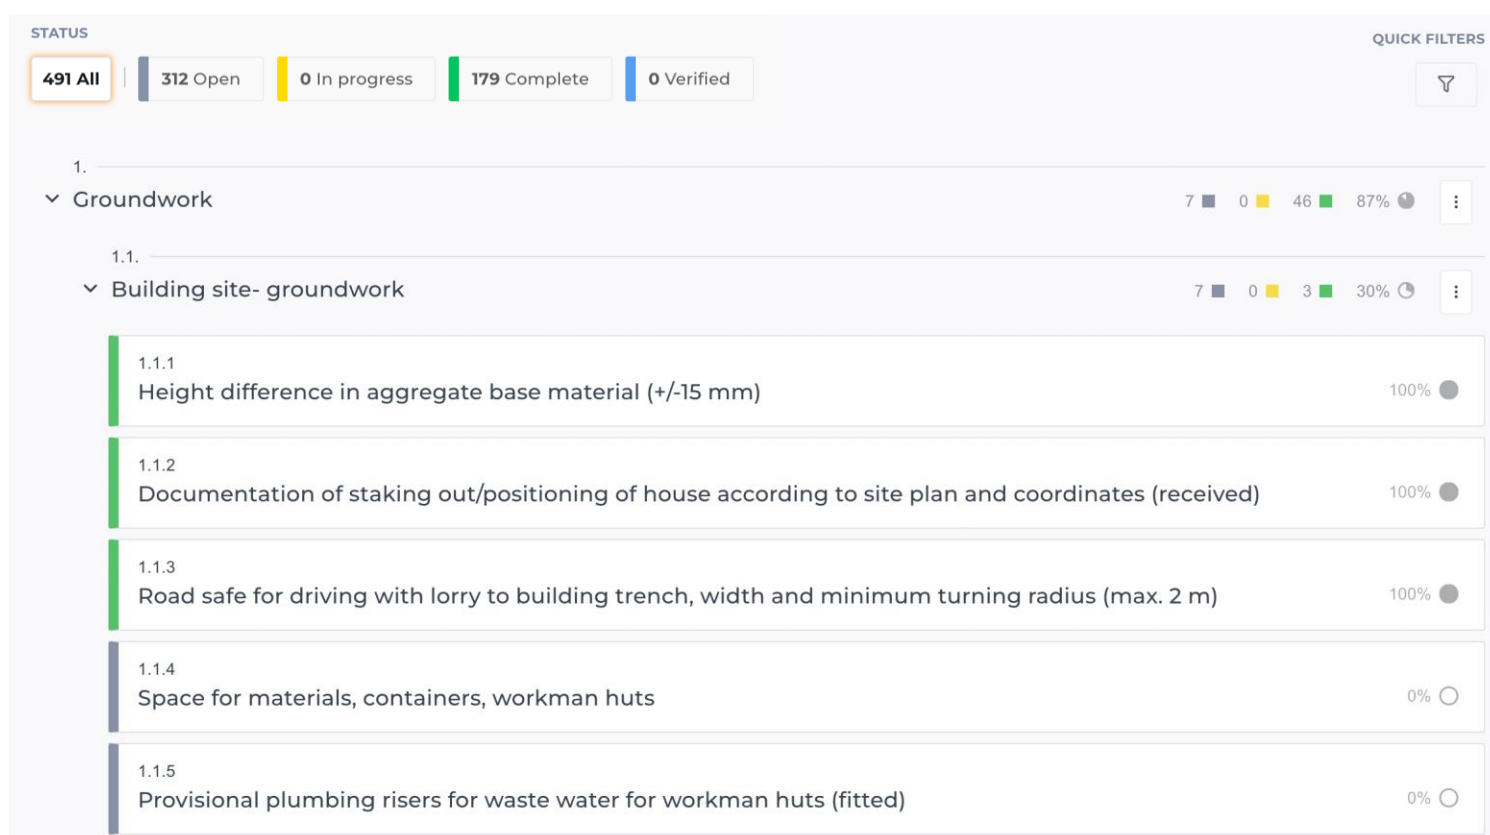 STATUS
QUICK FILTERS
491 All | 312 Open 0 In progress 179 Complete 0 Verified
1.
Groundwork 7 0 46 87%
1.1.
Building site- groundwork 7 0 3 30%
1.1.1
Height difference in aggregate base material (+/-15 mm) 100%
1.1.2
Documentation of staking out/positioning of house according to site plan and coordinates (received) 100%
1.1.3
Road safe for driving with lorry to building trench, width and minimum turning radius (max. 2 m) 100%
1.1.4
Space for materials, containers, workman huts 0%
1.1.5
Provisional plumbing risers for waste water for workman huts (fitted) 0%